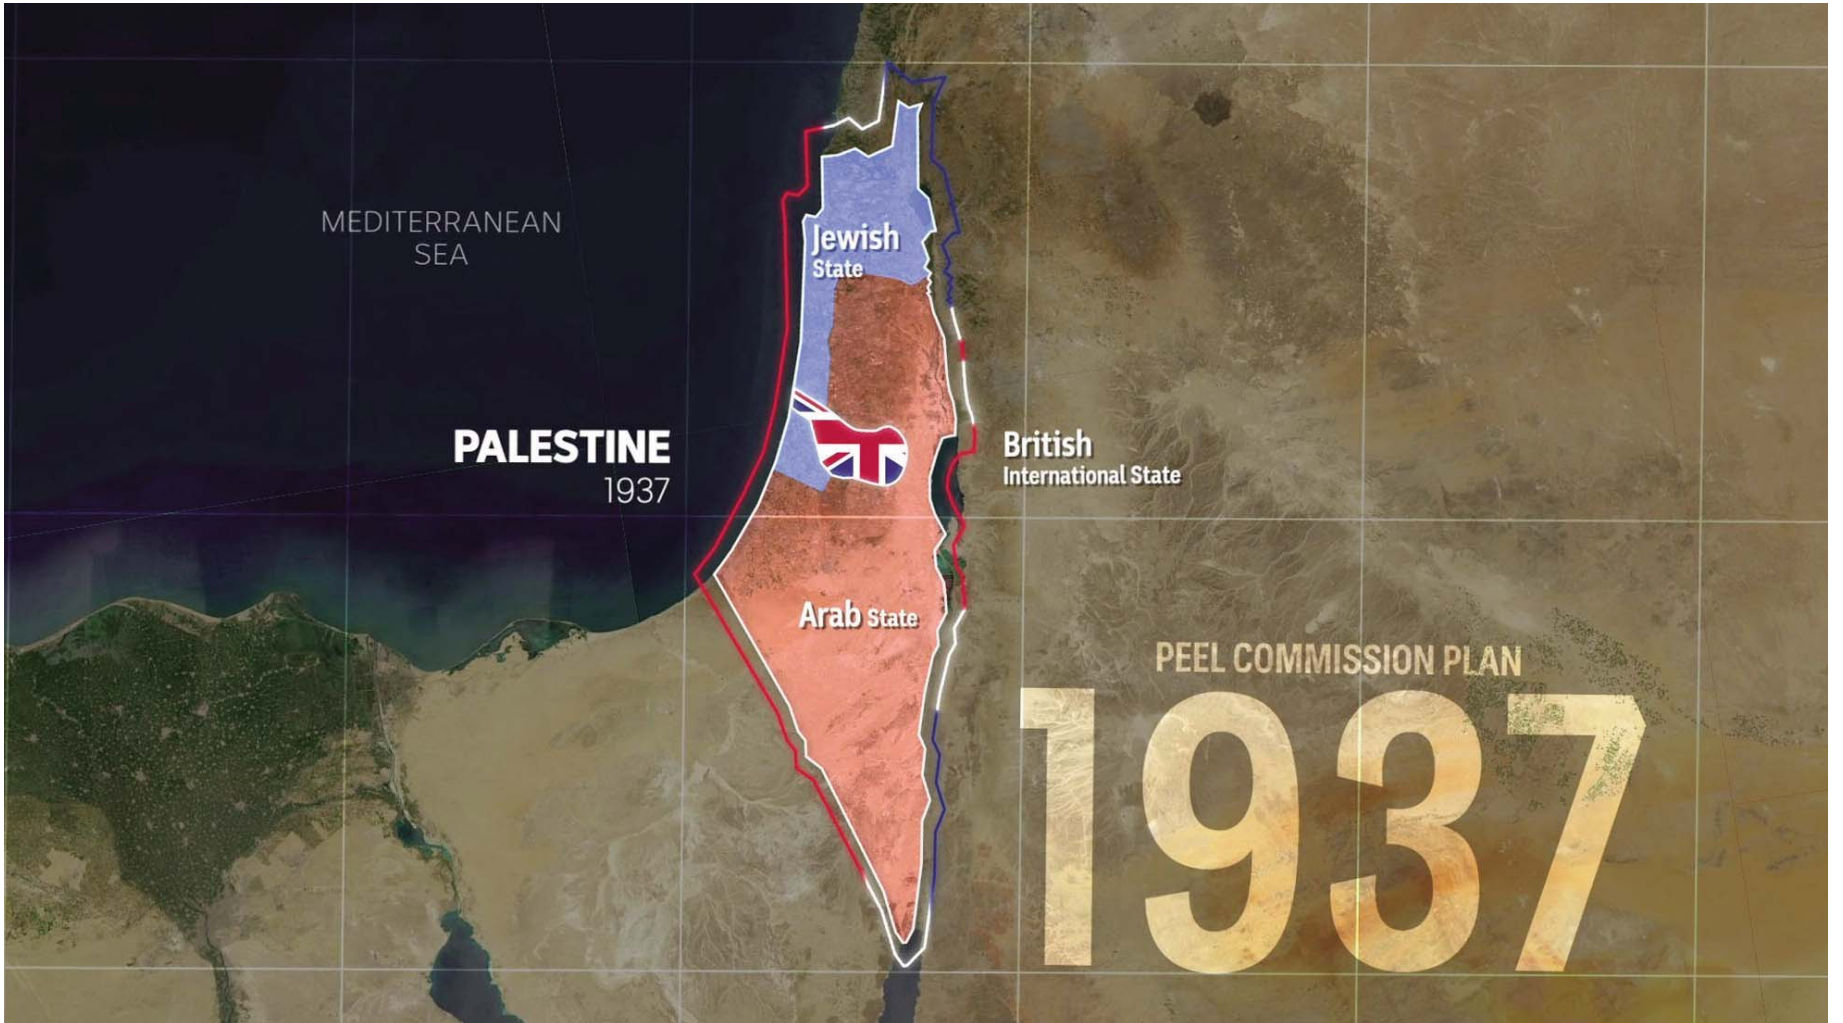 MEDITERRANEAN
SEA
Jewish
State
PALESTINE
1937
British
International State
Arab State
PEEL COMMISSION PLAN
1937